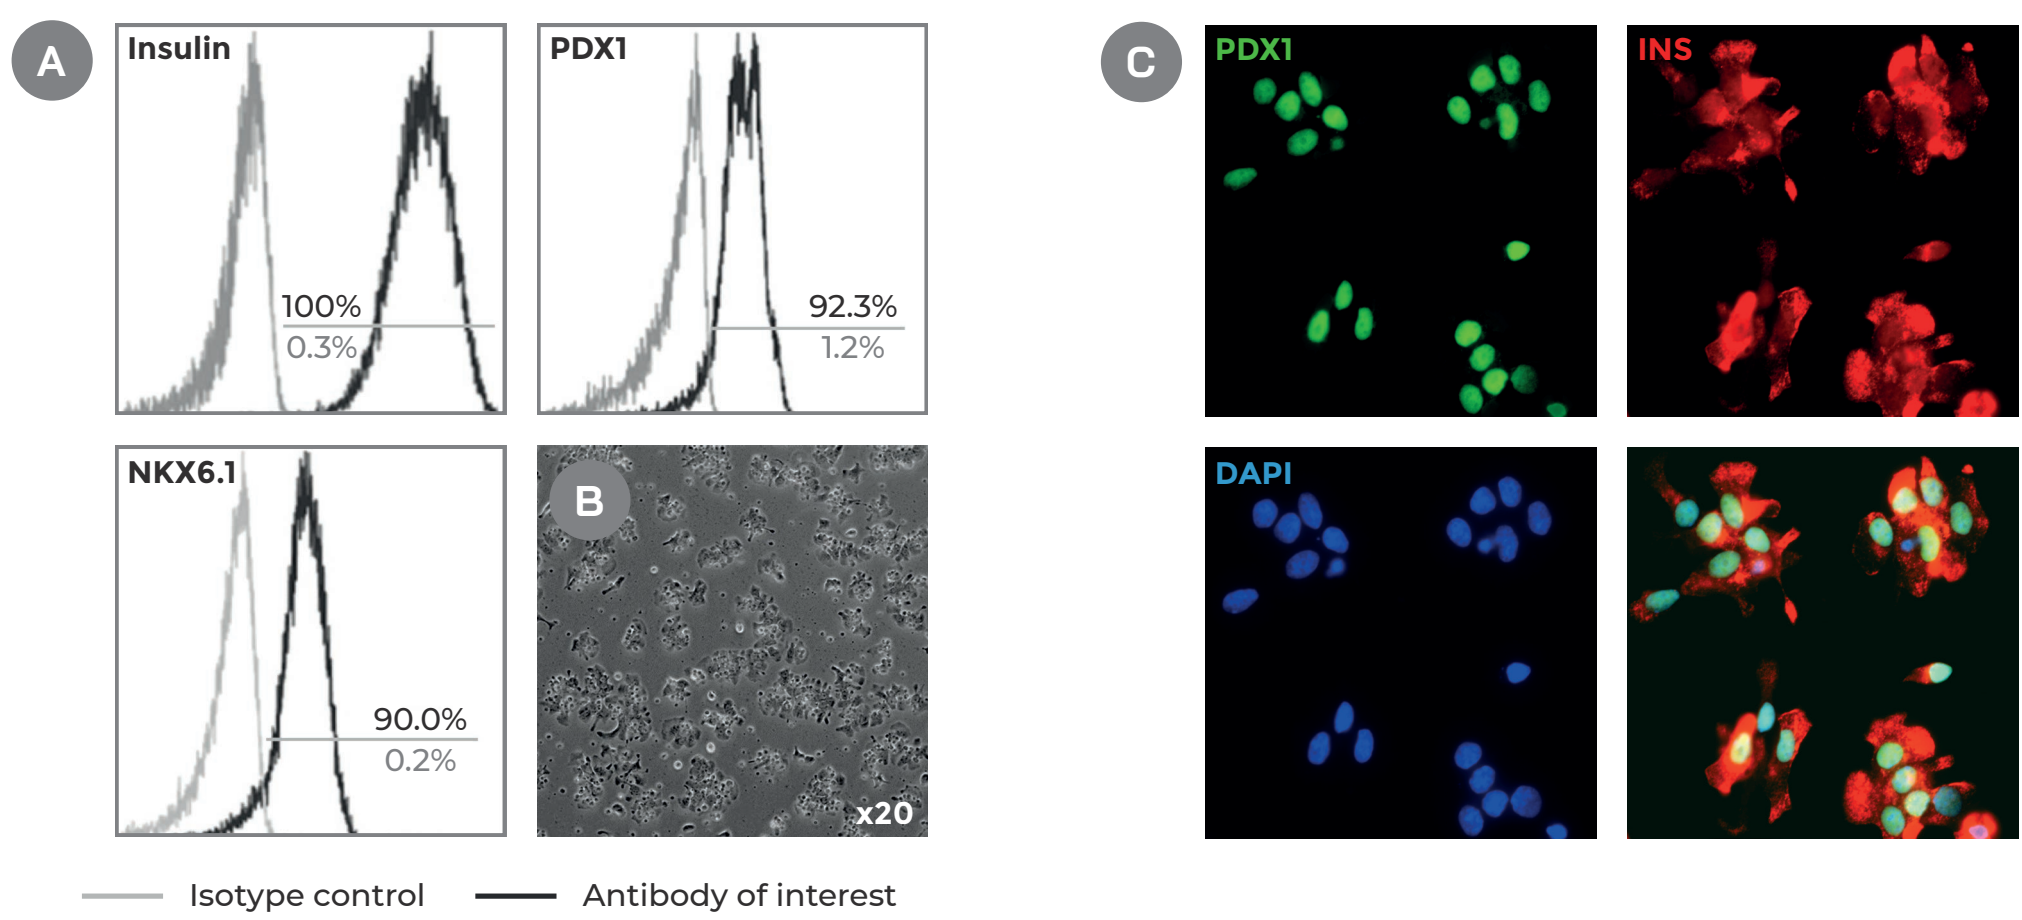 A
Insulin
100%
0.3%
PDX1
92.3%
1.2%
NKX6.1
90.0%
0.2%
B
x20
Isotype control
Antibody of interest
C
PDX1
INS
DAPI